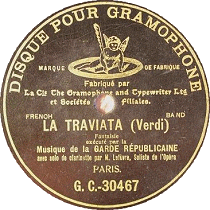 DISQUE POUR GRAMOPHONE
MARQUE DE FABRIQUE
Fabriqué par
La Cie The Gramophone and Typewriter Ltd
et Sociétés filiales.
FRENCH BAND
LA TRAVIATA (Verdi)
Fantaisie
exécuté par la
Musique de la GARDE RÉPUBLICAINE
avec solo de clarinette par M. Lefèvre, Soliste de l'Opéra
PARIS.
G. C.-30467